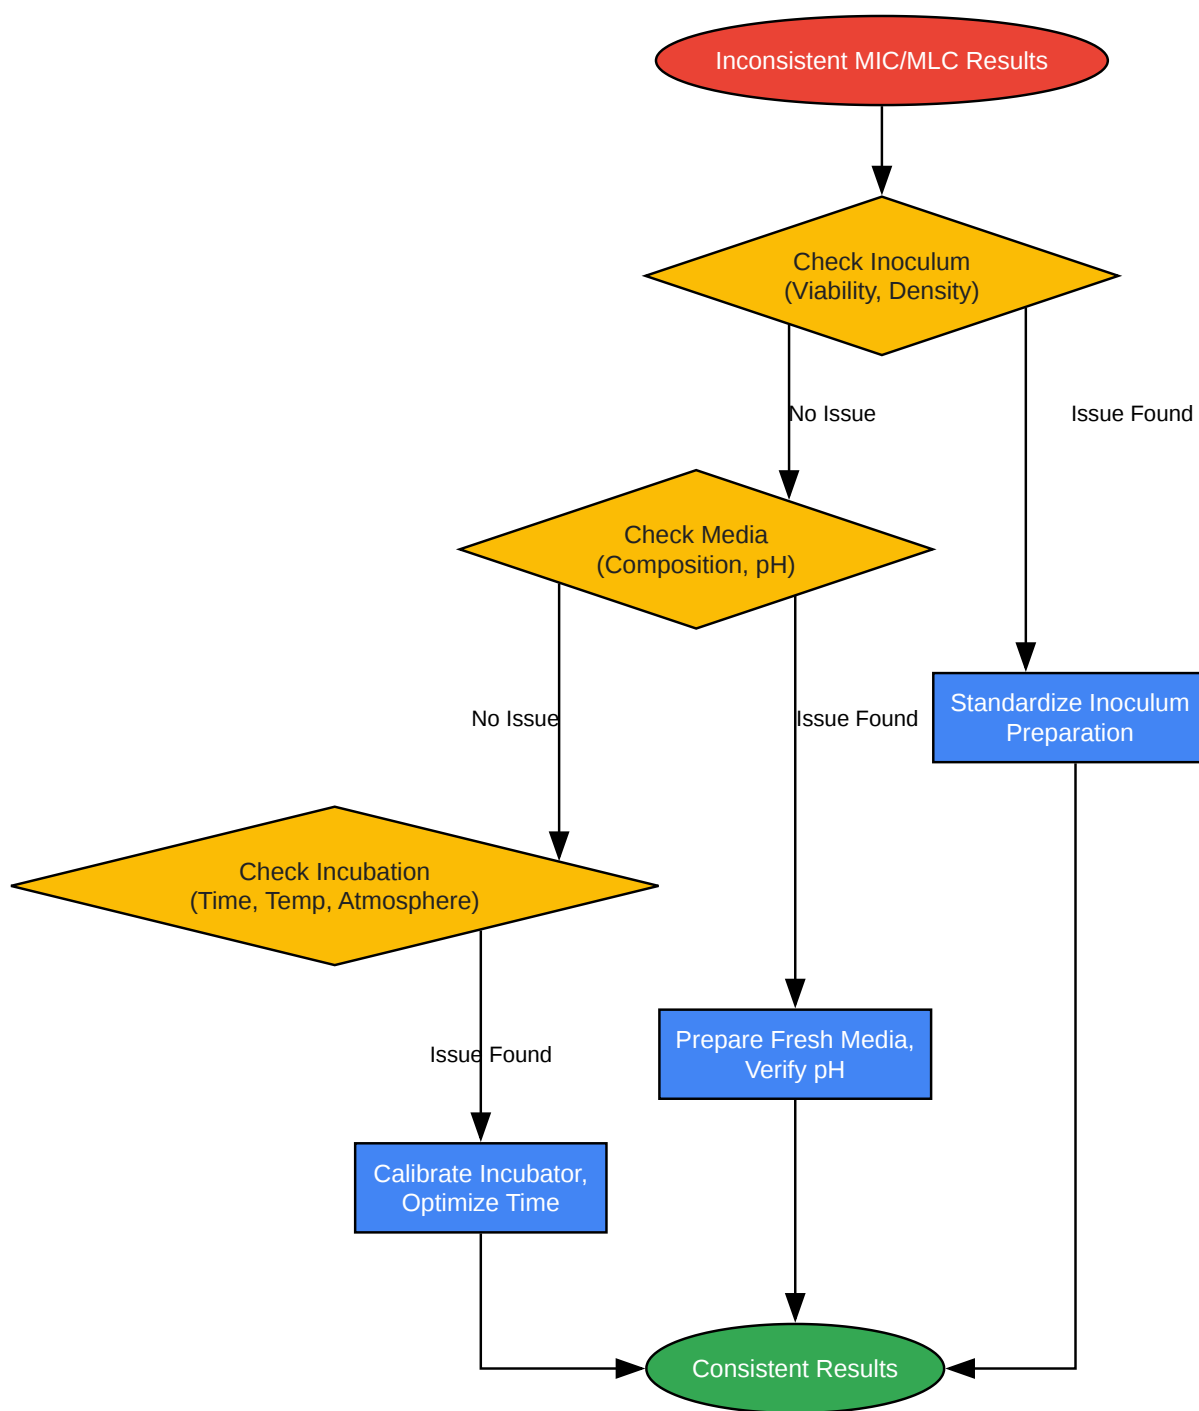 Inconsistent MIC/MLC Results
Check Inoculum
(Viability, Density)
No Issue
Issue Found
Check Media
(Composition, pH)
No Issue
Issue Found
Standardize Inoculum
Preparation
Check Incubation
(Time, Temp, Atmosphere)
Issue Found
Prepare Fresh Media,
Verify pH
Calibrate Incubator,
Optimize Time
Consistent Results